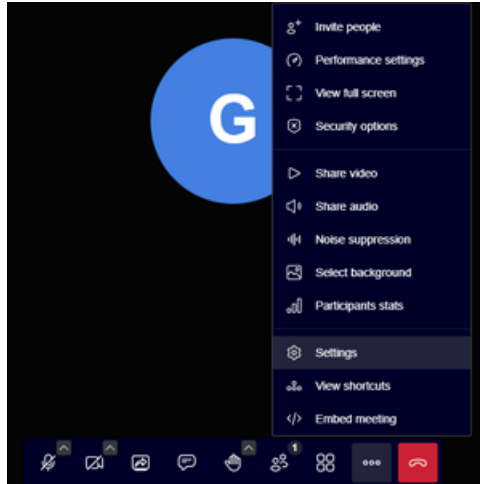 G
Invite people
Performance settings
View full screen
Security options
Share video
Share audio
Noise suppression
Select background
Participants stats
Settings
View shortcuts
</> Embed meeting
1